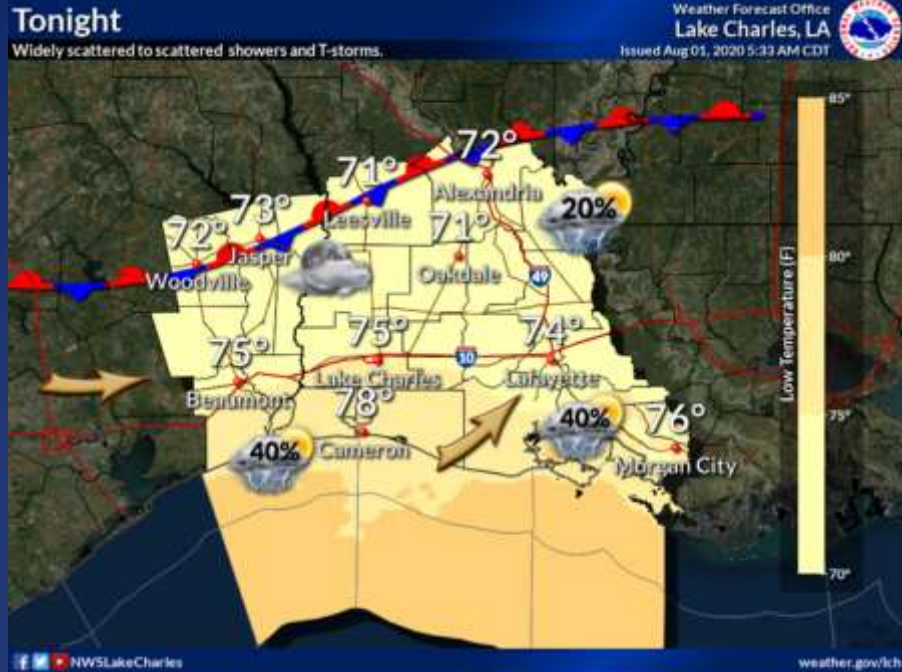 Tonight
Widely scattered to scattered showers and T-storms.
Weather Forecast Office
Lake Charles, LA
Issued Aug 01, 2020 5:33 AM CDT
85°
72°
Alexandria
71°
Leesville
20%
73°
Jasper
71°
Oakdale
72°
Woodville
80°
49
Low Temperature (F)
75°
Beaumont
75°
Lake Charles
10
74°
Lafayette
78°
Cameron
40%
40%
76°
Morgan City
75°
70°
NWSLakeCharles
weather.gov/lch